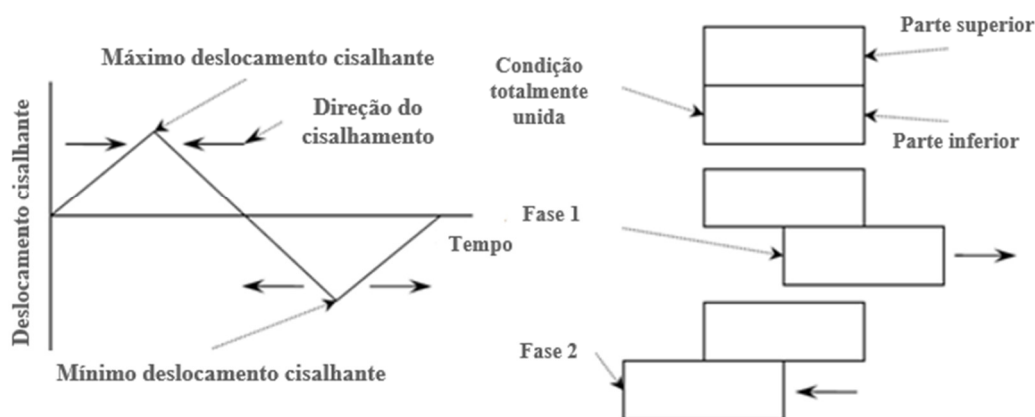 Máximo deslocamento cisalhante
Direção do
cisalhamento
Deslocamento cisalhante
Tempo
Mínimo deslocamento cisalhante
Parte superior
Condição
totalmente
unida
Parte inferior
Fase 1
Fase 2